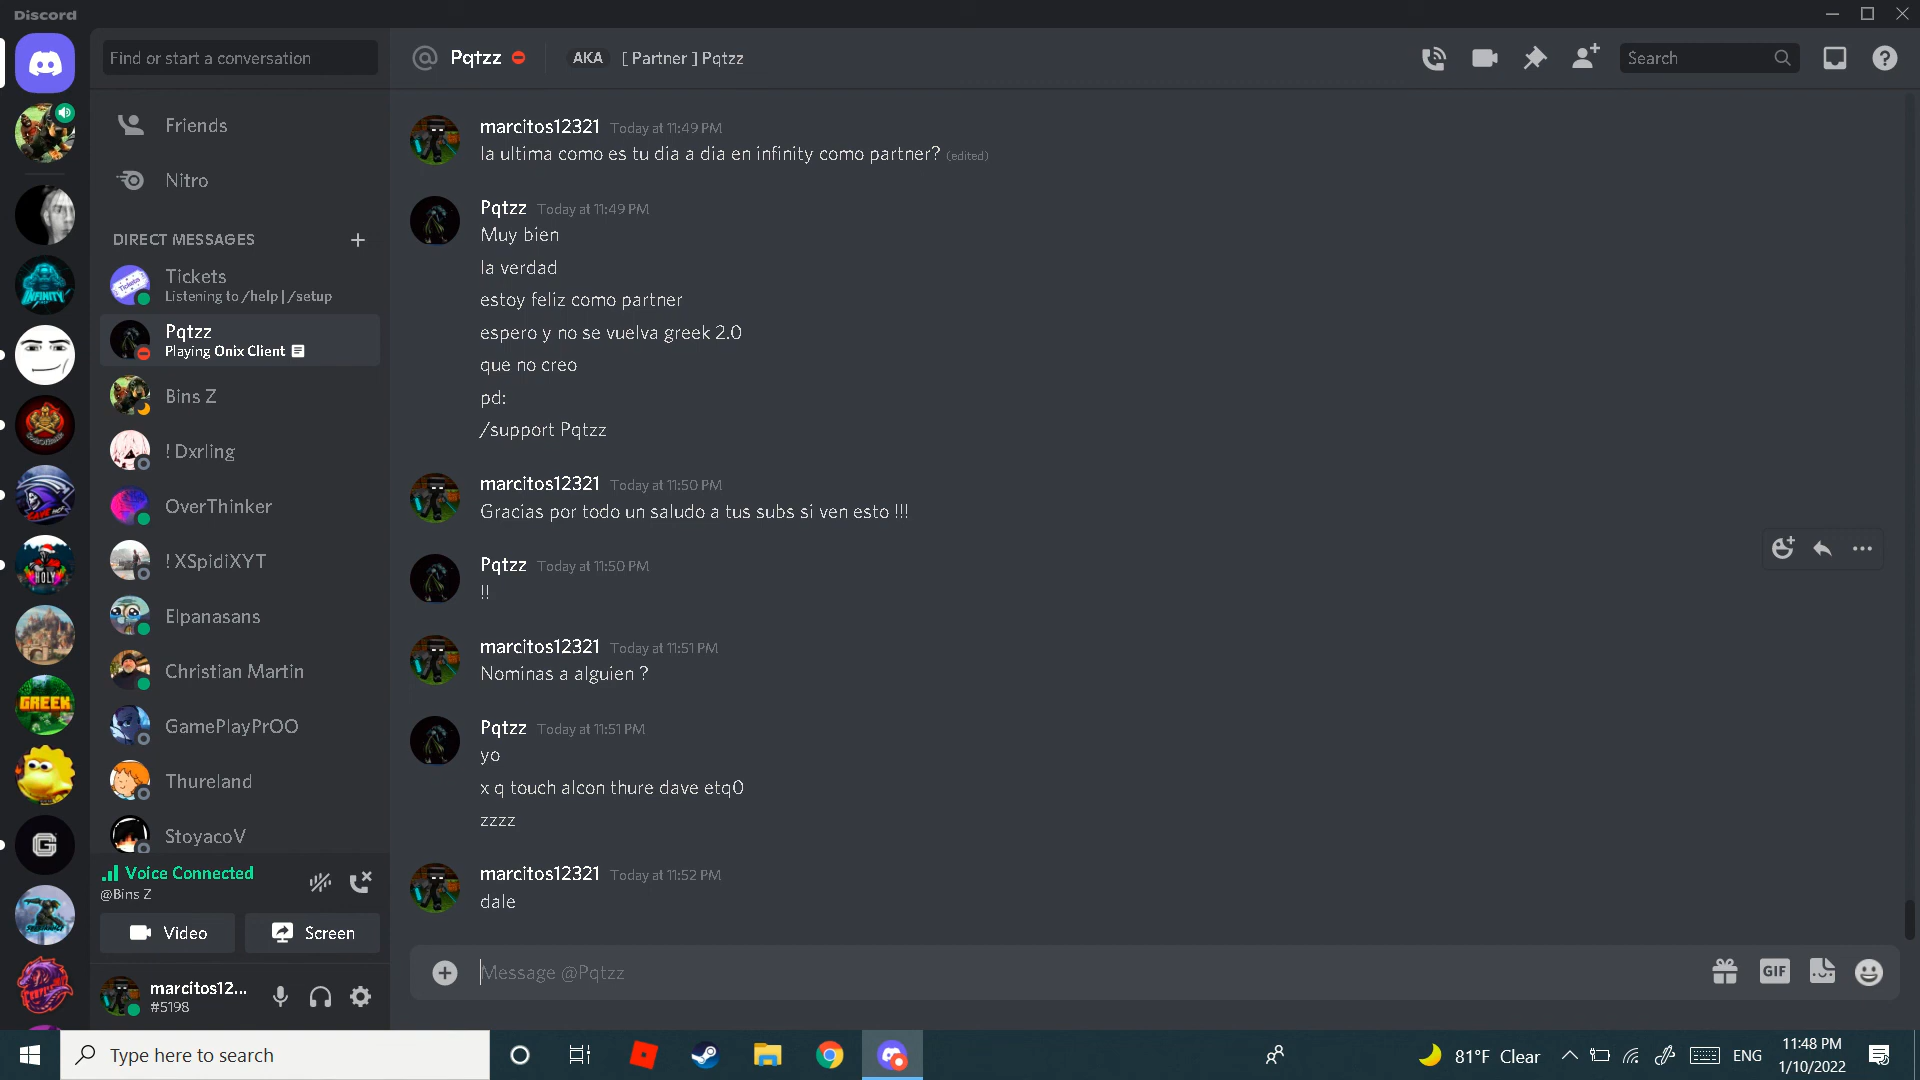 Discord
Find or start a conversation
Friends
Nitro
DIRECT MESSAGES
Tickets
Listening to /help | /setup
Pqtzz
Playing Onix Client
Bins Z
! Dxrling
OverThinker
! XSpidiXYT
Elpanasans
Christian Martin
GamePlayPrOO
Thureland
StoyacoV
Voice Connected
@Bins Z
Video
Screen
marcitos12...
#5198
INFINITY
HOLY
GREEK
Pqtzz
AKA [ Partner ] Pqtzz
Search
marcitos12321 Today at 11:49 PM
la ultima como es tu dia a dia en infinity como partner? (edited)
Pqtzz Today at 11:49 PM
Muy bien
la verdad
estoy feliz como partner
espero y no se vuelva greek 2.0
que no creo
pd:
/support Pqtzz
marcitos12321 Today at 11:50 PM
Gracias por todo un saludo a tus subs si ven esto !!!
Pqtzz Today at 11:50 PM
!!
marcitos12321 Today at 11:51 PM
Nominas a alguien ?
Pqtzz Today at 11:51 PM
yo
x q touch alcon thure dave etq0
zzzz
marcitos12321 Today at 11:52 PM
dale
Message @Pqtzz
GIF
Type here to search
81°F Clear
ENG
11:48 PM
1/10/2022